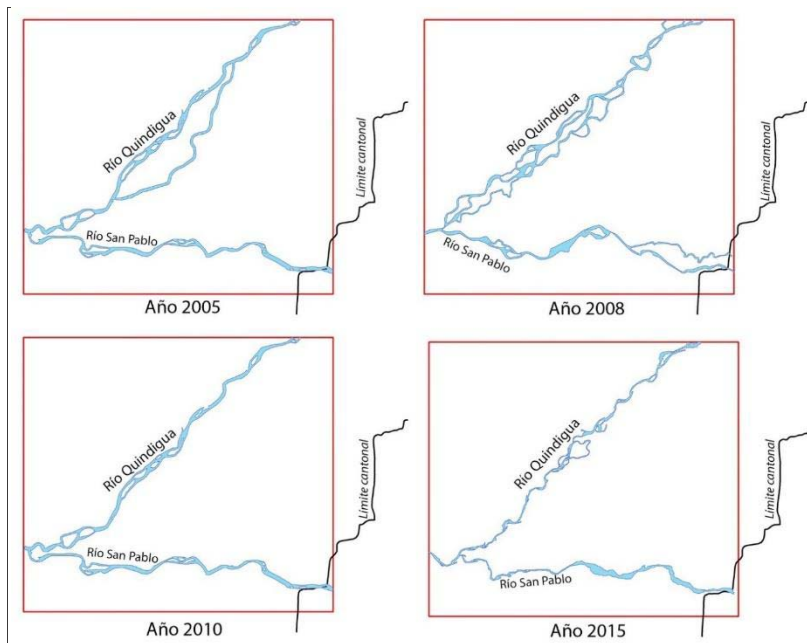 Río Quindigua
Límite cantonal
Río San Pablo
Año 2005
Río Quindigua
Límite cantonal
Río San Pablo
Año 2008
Río Quindigua
Límite cantonal
Río San Pablo
Año 2010
Río Quindigua
Límite cantonal
Río San Pablo
Año 2015